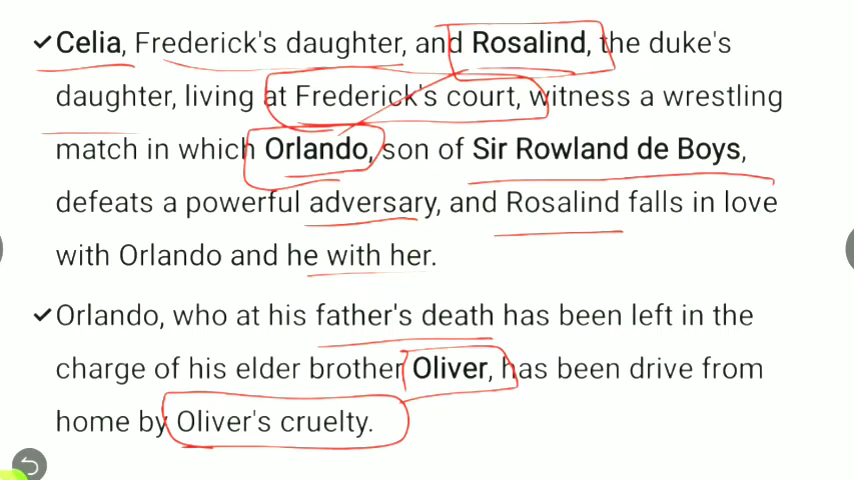 ✓Celia, Frederick's daughter, and Rosalind, the duke's
daughter, living at Frederick's court, witness a wrestling
match in which Orlando, son of Sir Rowland de Boys,
defeats a powerful adversary, and Rosalind falls in love
with Orlando and he with her.
✓Orlando, who at his father's death has been left in the
charge of his elder brother Oliver, has been drive from
home by Oliver's cruelty.